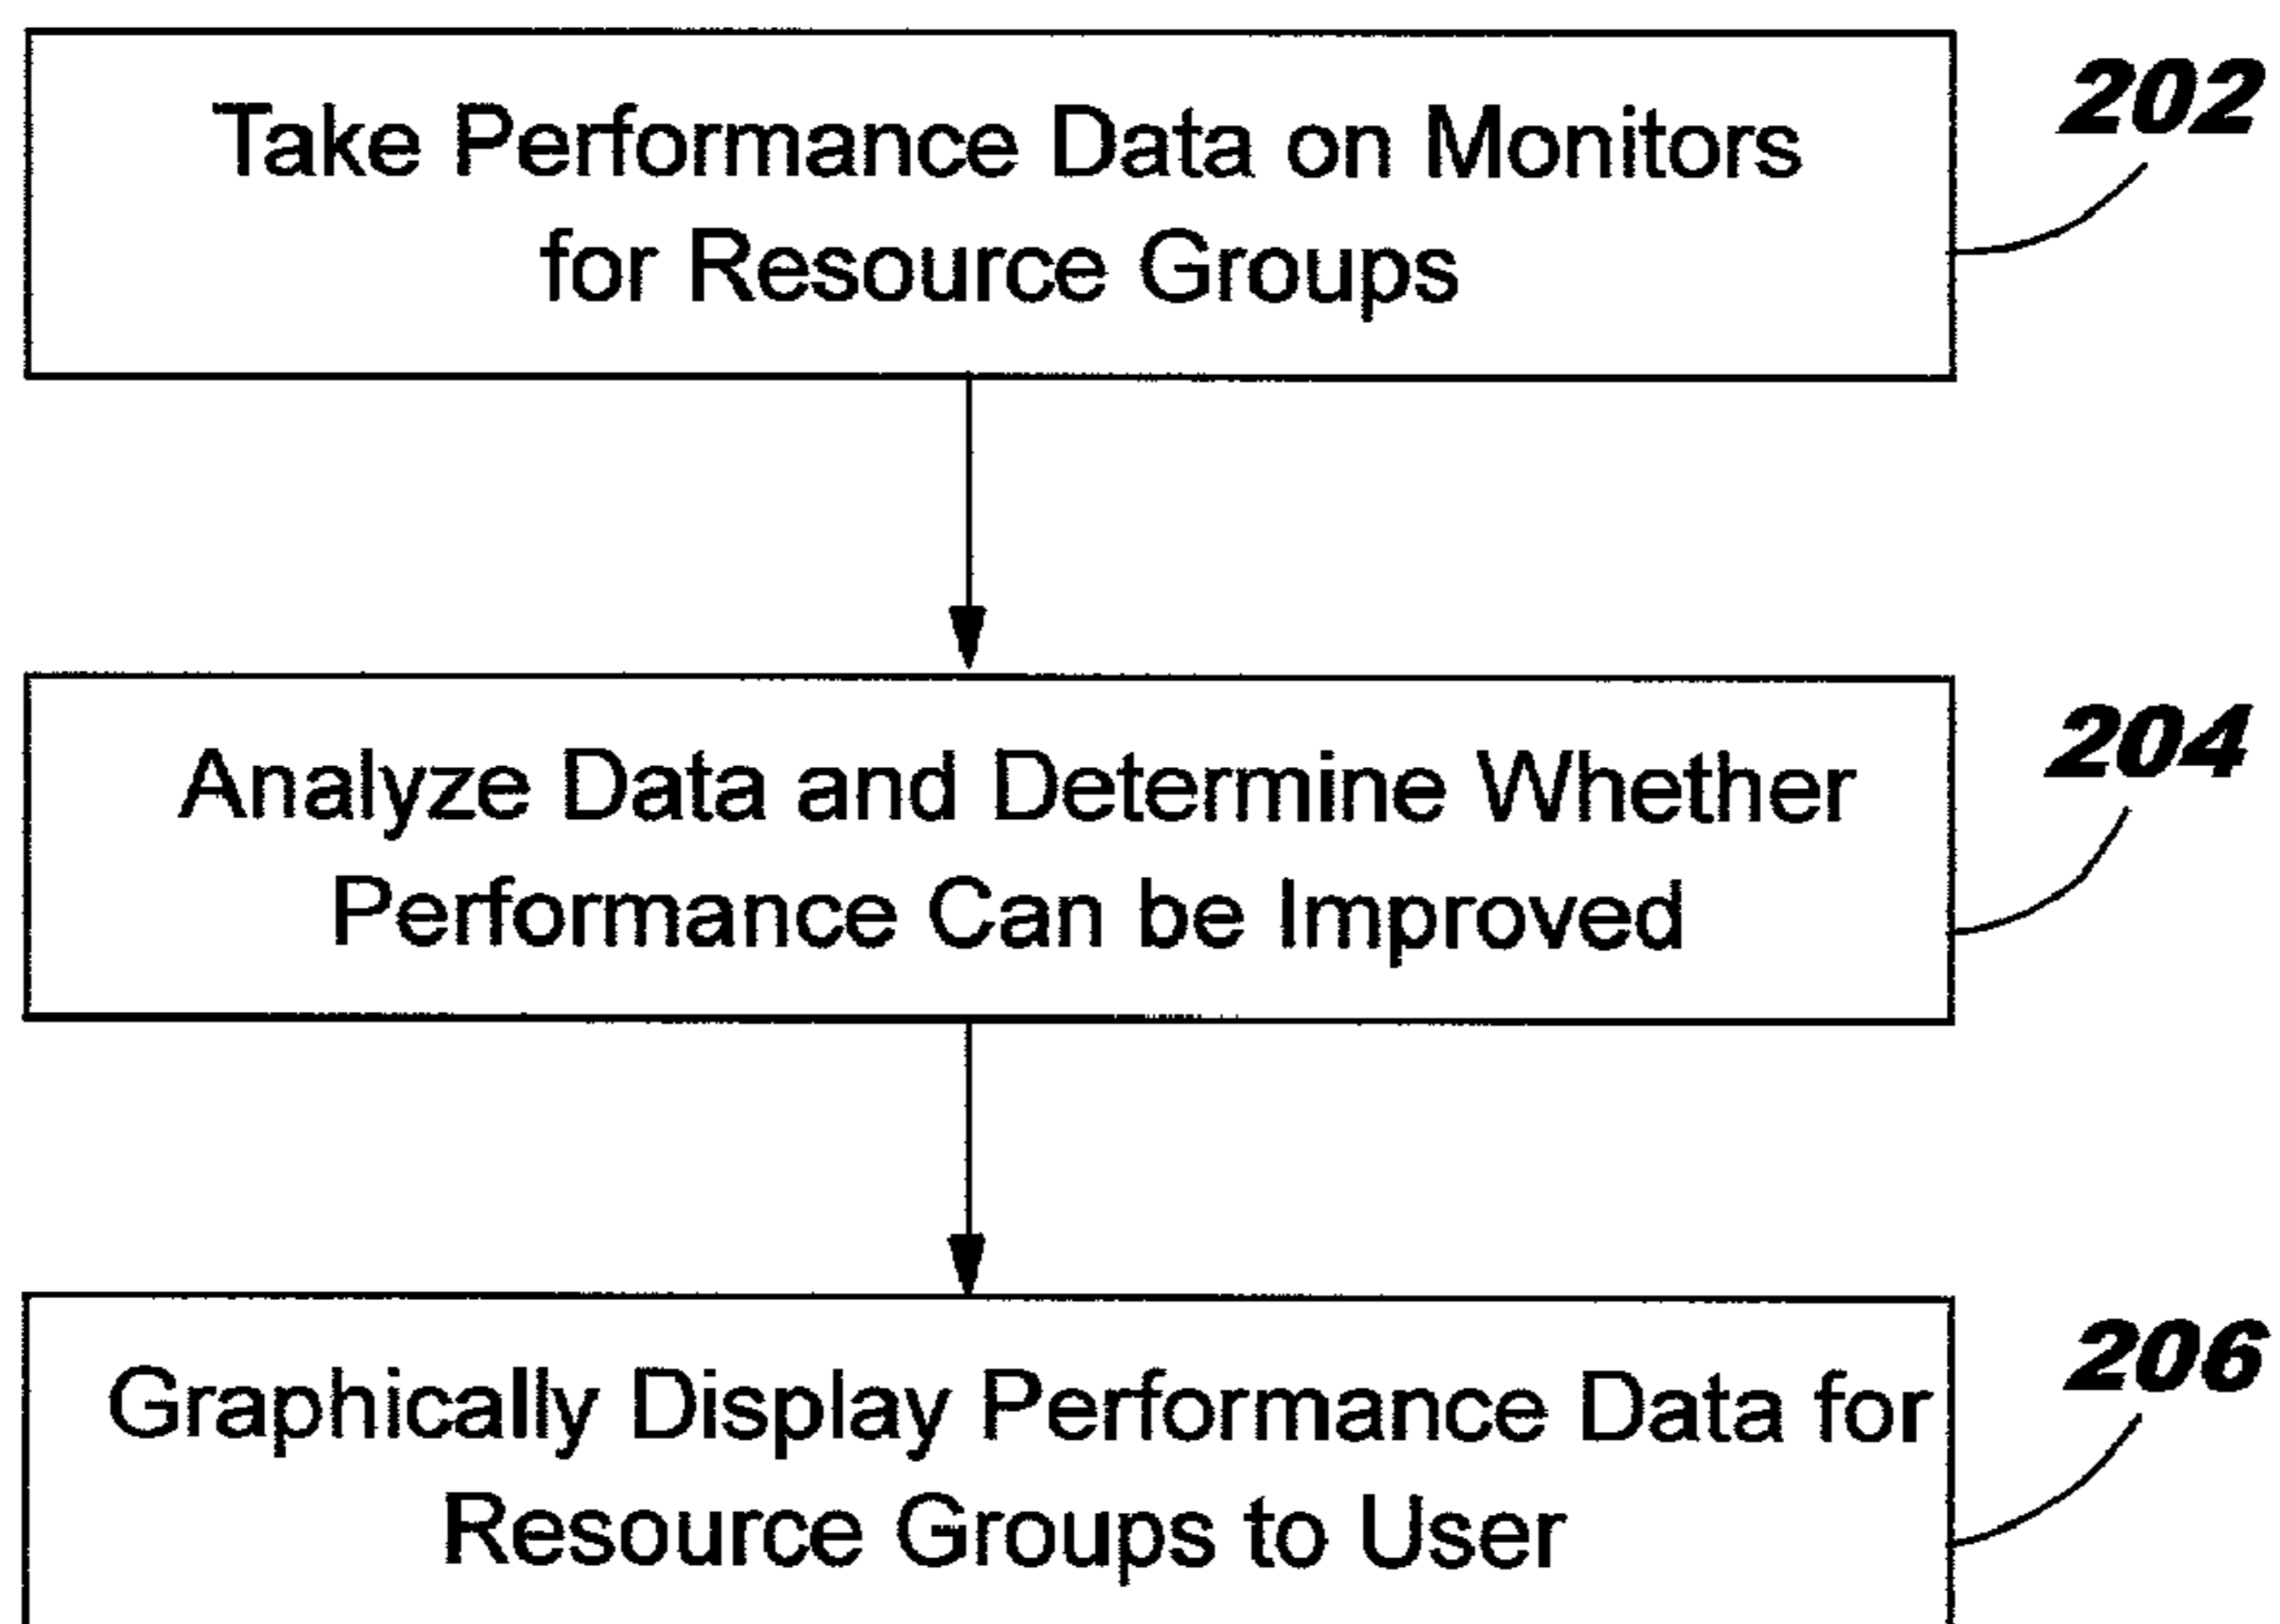 Take Performance Data on Monitors
for Resource Groups
202
Analyze Data and Determine Whether
Performance Can be Improved
204
Graphically Display Performance Data for
Resource Groups to User
206